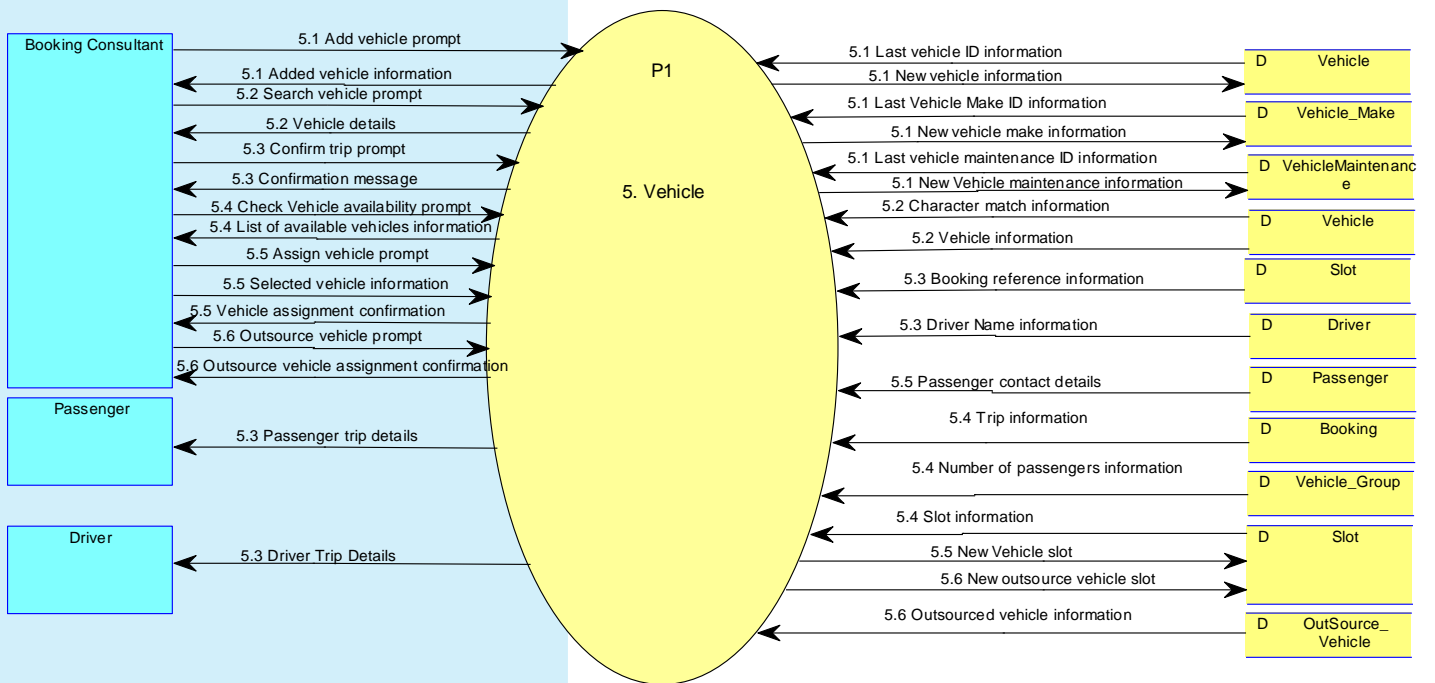 Booking Consultant
5.1 Add vehicle prompt
5.1 Added vehicle information
5.2 Search vehicle prompt
5.2 Vehicle details
5.3 Confirm trip prompt
5.3 Confirmation message
5.4 Check Vehicle availability prompt
5.4 List of available vehicles information
5.5 Assign vehicle prompt
5.5 Selected vehicle information
5.5 Vehicle assignment confirmation
5.6 Outsource vehicle prompt
5.6 Outsource vehicle assignment confirmation
Passenger
5.3 Passenger trip details
Driver
5.3 Driver Trip Details
P1
5. Vehicle
5.1 Last vehicle ID information
5.1 New vehicle information
D Vehicle
5.1 Last Vehicle Make ID information
5.1 New vehicle make information
D Vehicle_Make
5.1 Last vehicle maintenance ID information
5.1 New Vehicle maintenance information
D VehicleMaintenanc
e
5.2 Character match information
5.2 Vehicle information
D Vehicle
5.3 Booking reference information
D Slot
5.3 Driver Name information
D Driver
5.5 Passenger contact details
D Passenger
5.4 Trip information
D Booking
5.4 Number of passengers information
D Vehicle_Group
5.4 Slot information
5.5 New Vehicle slot
5.6 New outsource vehicle slot
D Slot
5.6 Outsourced vehicle information
D OutSource_
Vehicle